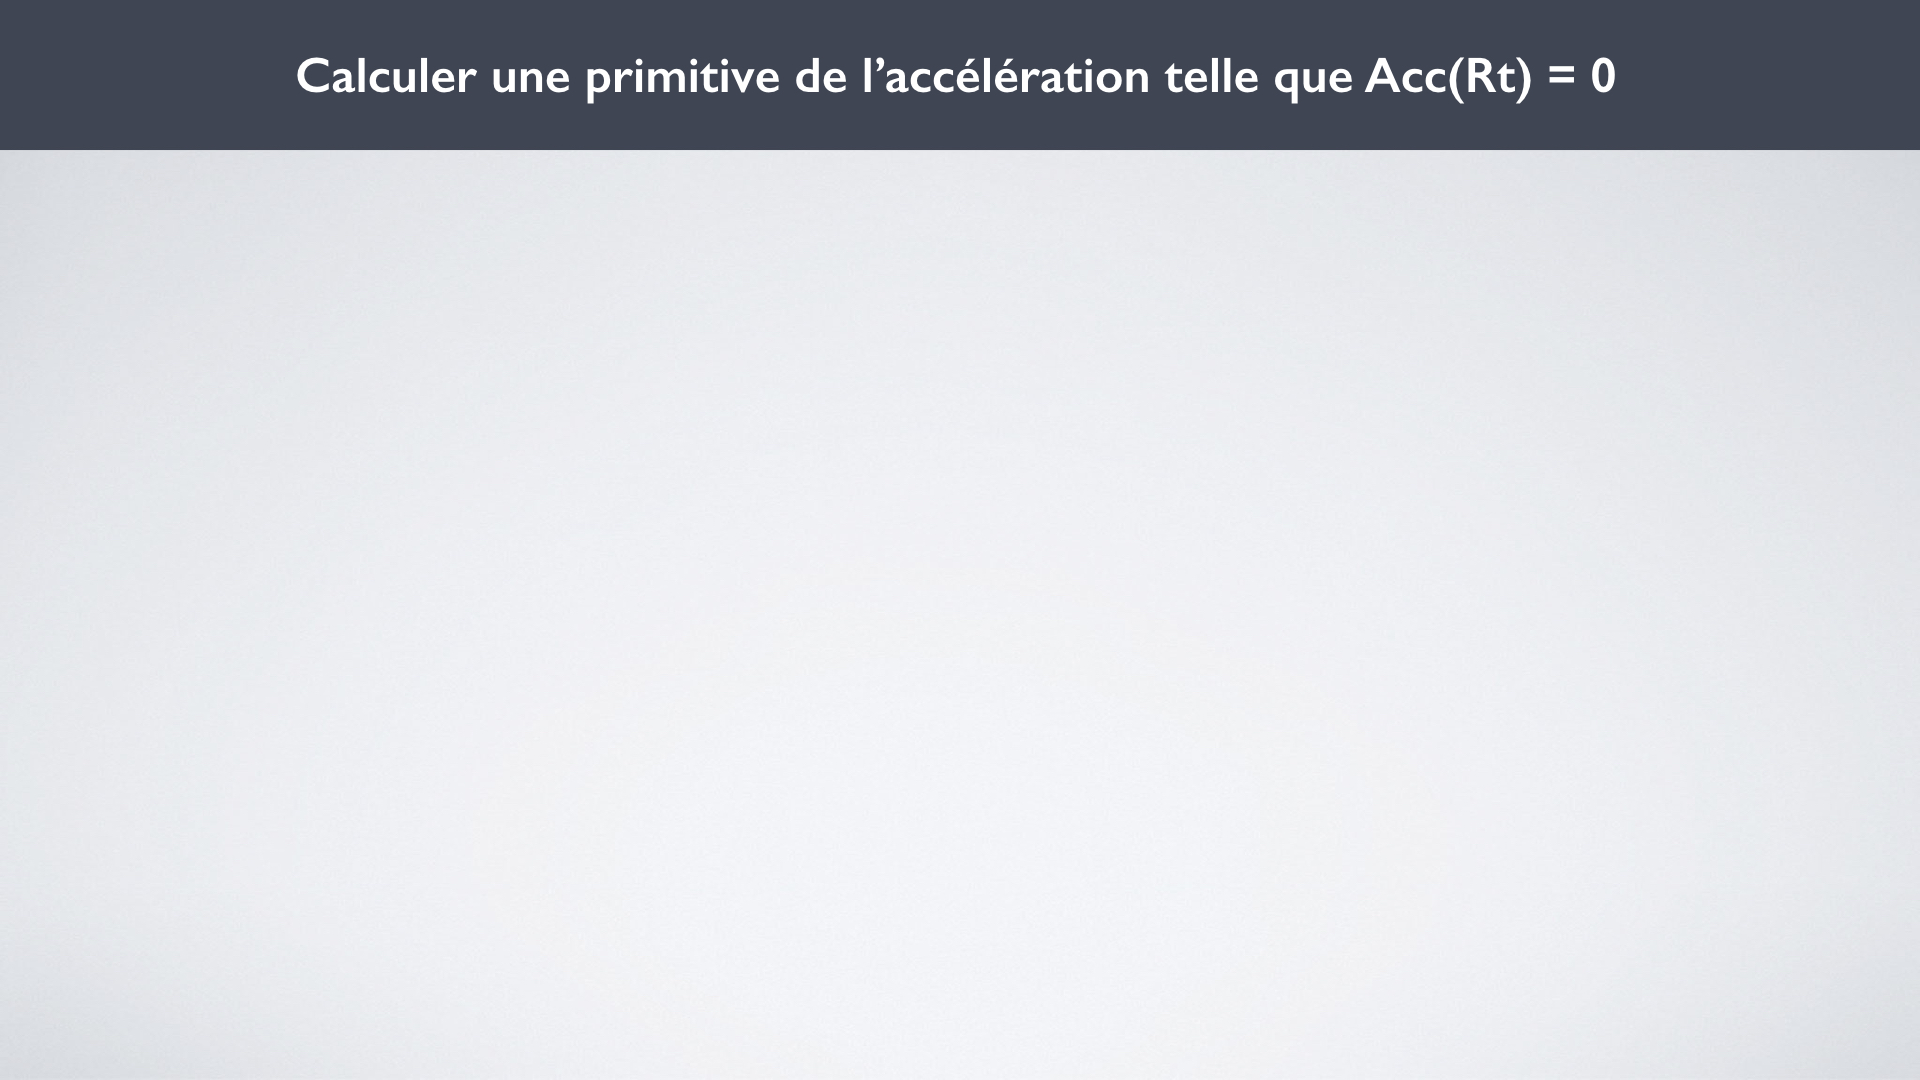 Calculer une primitive de l’accélération telle que Acc(Rt) = 0